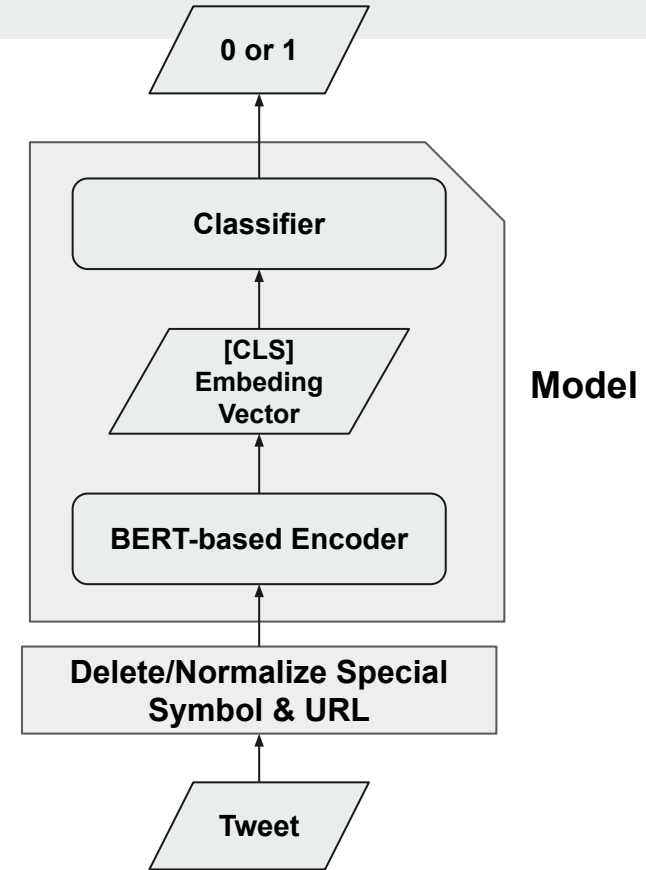 0 or 1
Classifier
[CLS]
Embeding
Vector
Model
BERT-based Encoder
Delete/Normalize Special
Symbol & URL
Tweet